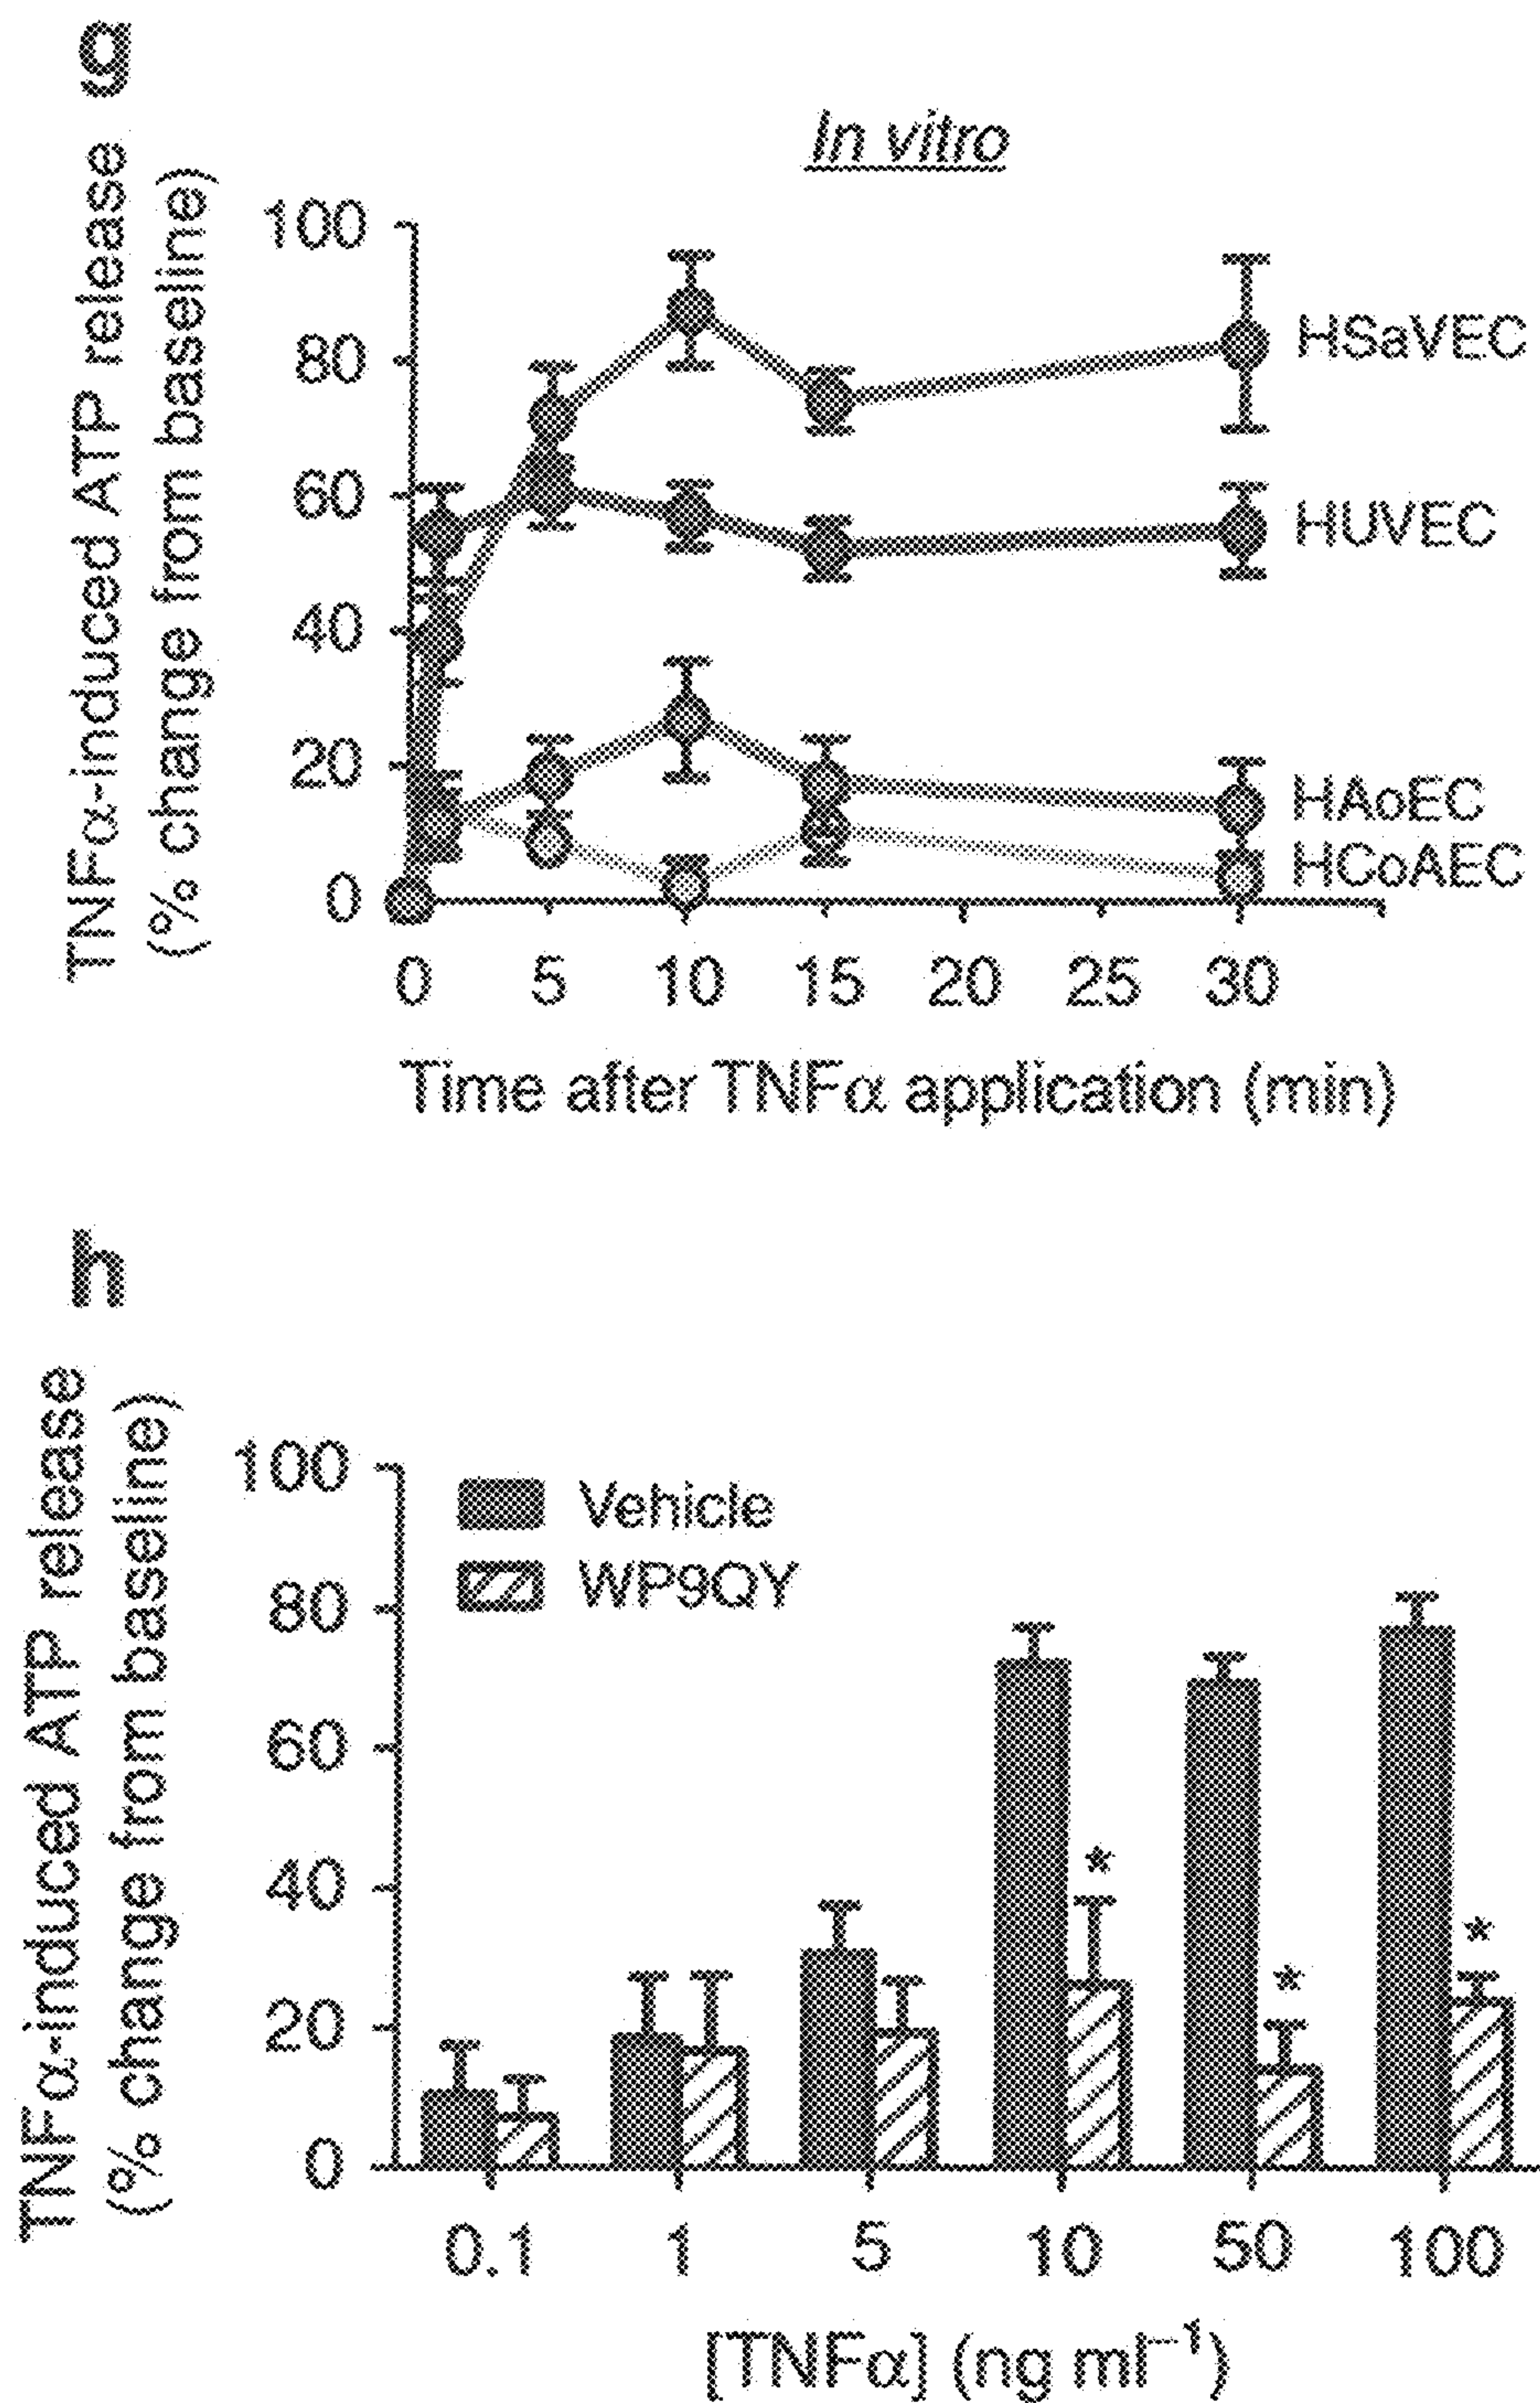 g
In vitro
TNFα-induced ATP release
(% change from baseline)
100
80
60
40
20
0
HSaVEC
HUVEC
HAoEC
HCoAEC
0 5 10 15 20 25 30
Time after TNFα application (min)
h
TNFα-induced ATP release
(% change from baseline)
100
80
60
40
20
0
Vehicle
WP9QY
*
*
*
0.1 1 5 10 50 100
[TNFα] (ng ml⁻¹)